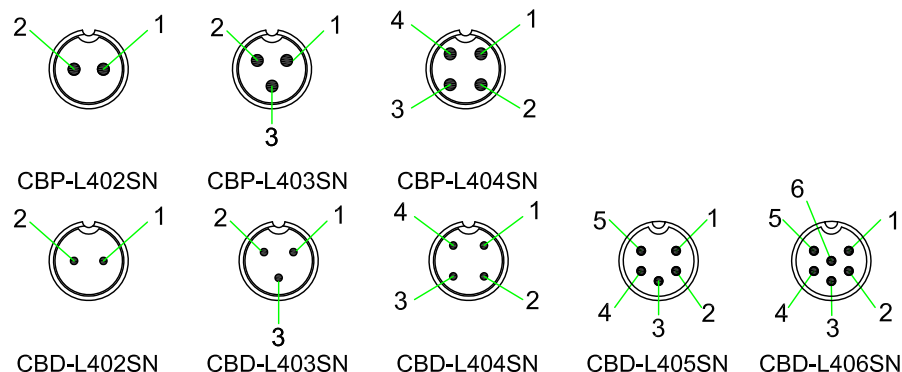 2 1 2 1 4 1
3 3 2
CBP-L402SN CBP-L403SN CBP-L404SN
6
2 1 2 1 4 1 5 1 5 1
3 3 2 4 3 2 4 3 2
CBD-L402SN CBD-L403SN CBD-L404SN CBD-L405SN CBD-L406SN